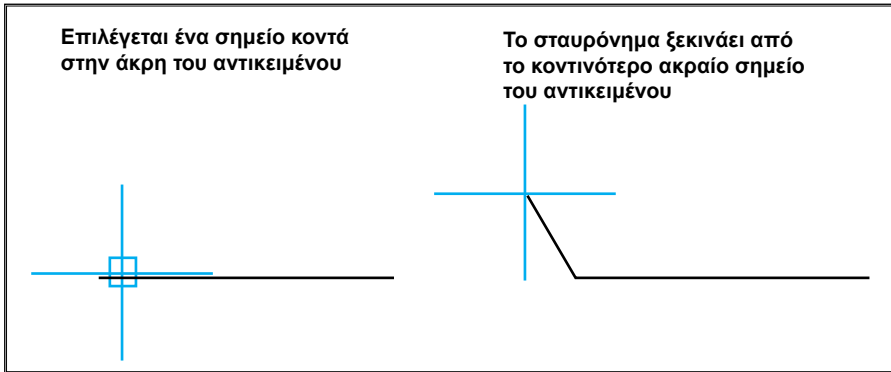 Επιλέγεται ένα σημείο κοντά
στην άκρη του αντικειμένου
Το σταυρόνημα ξεκινάει από
το κοντινότερο ακραίο σημείο
του αντικειμένου